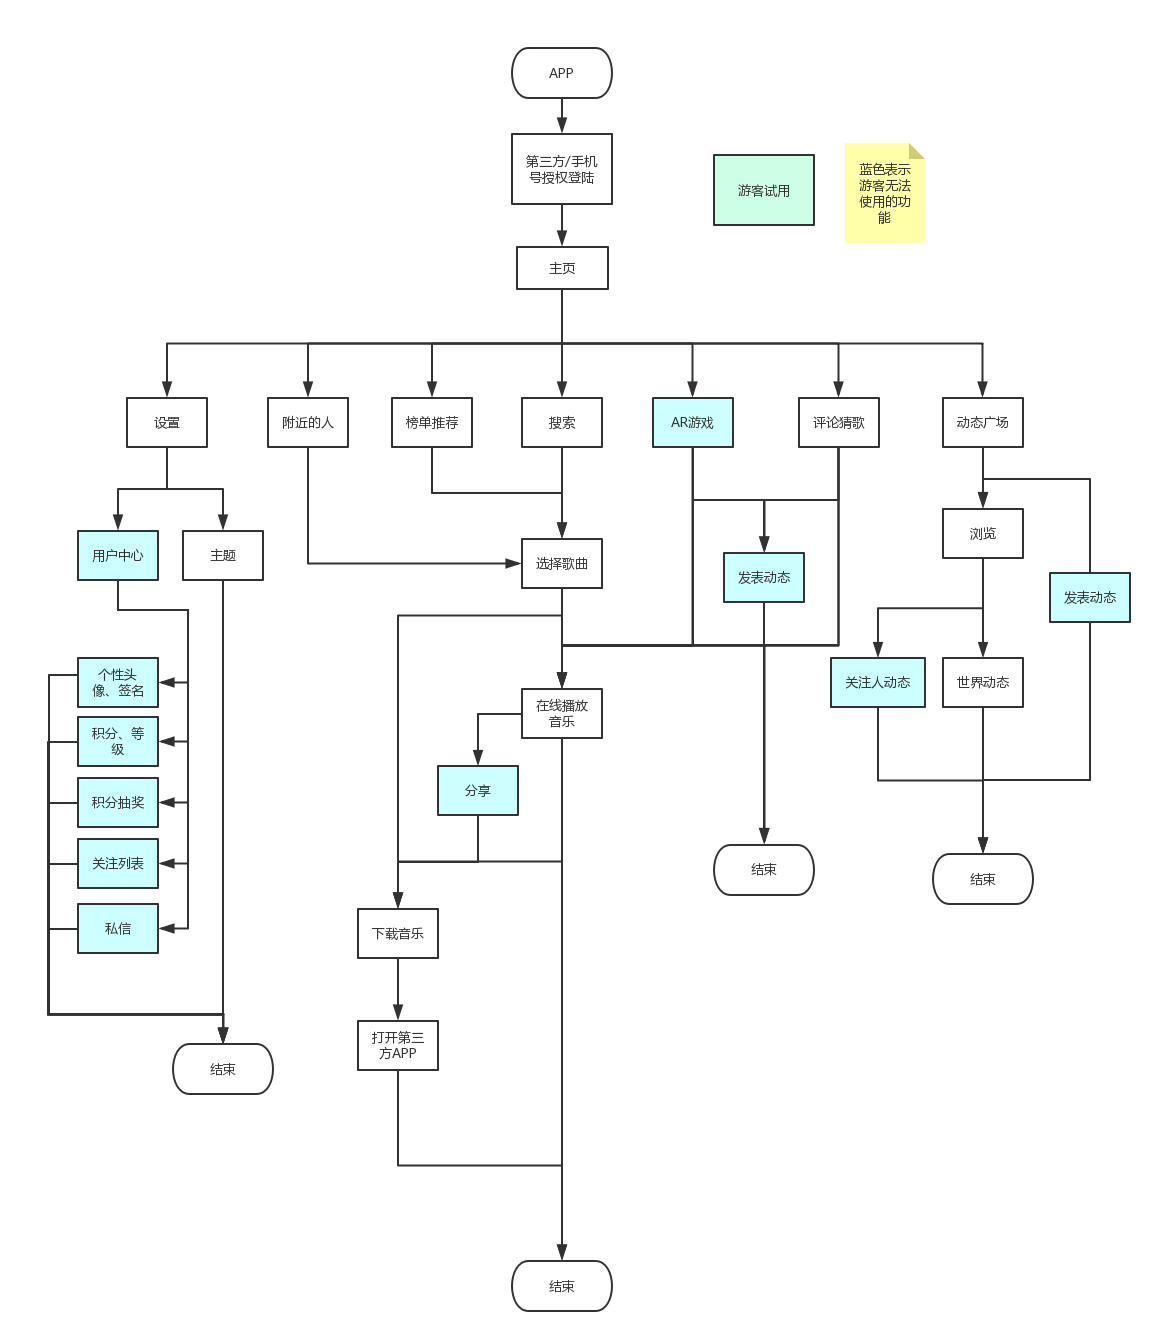 APP
第三方/手机
号授权登陆
游客试用
蓝色表示
游客无法
使用的功
能
主页
设置
附近的人
榜单推荐
搜索
AR游戏
评论猜歌
动态广场
用户中心
主题
选择歌曲
发表动态
浏览
发表动态
个性头
像、签名
积分、等
级
积分抽奖
关注列表
私信
在线播放
音乐
分享
关注人动态
世界动态
下载音乐
打开第三
方APP
结束
结束
结束
结束